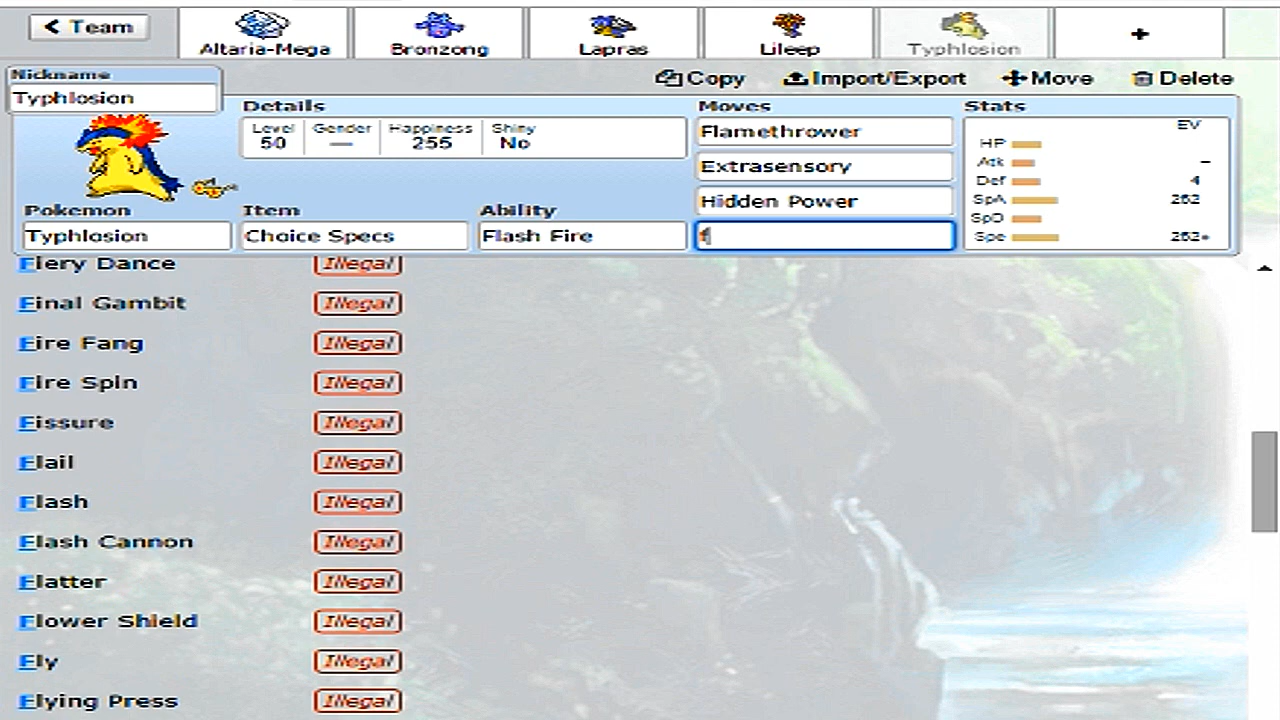 Team
Altaria-Mega
Bronzong
Lapras
Lileep
Typhlosion
+
Nickname
Typhlosion
Copy
Import/Export
Move
Delete
Details
Level
50
Gender
—
Happiness
255
Shiny
No
Moves
Flamethrower
Extrasensory
Hidden Power
f
Stats
EV
HP
Atk –
Def 4
SpA 252
SpD
Spe 252+
Pokemon
Typhlosion
Item
Choice Specs
Ability
Flash Fire
Fiery Dance Illegal
Final Gambit Illegal
Fire Fang Illegal
Fire Spin Illegal
Fissure Illegal
Flail Illegal
Flash Illegal
Flash Cannon Illegal
Flatter Illegal
Flower Shield Illegal
Fly Illegal
Flying Press Illegal